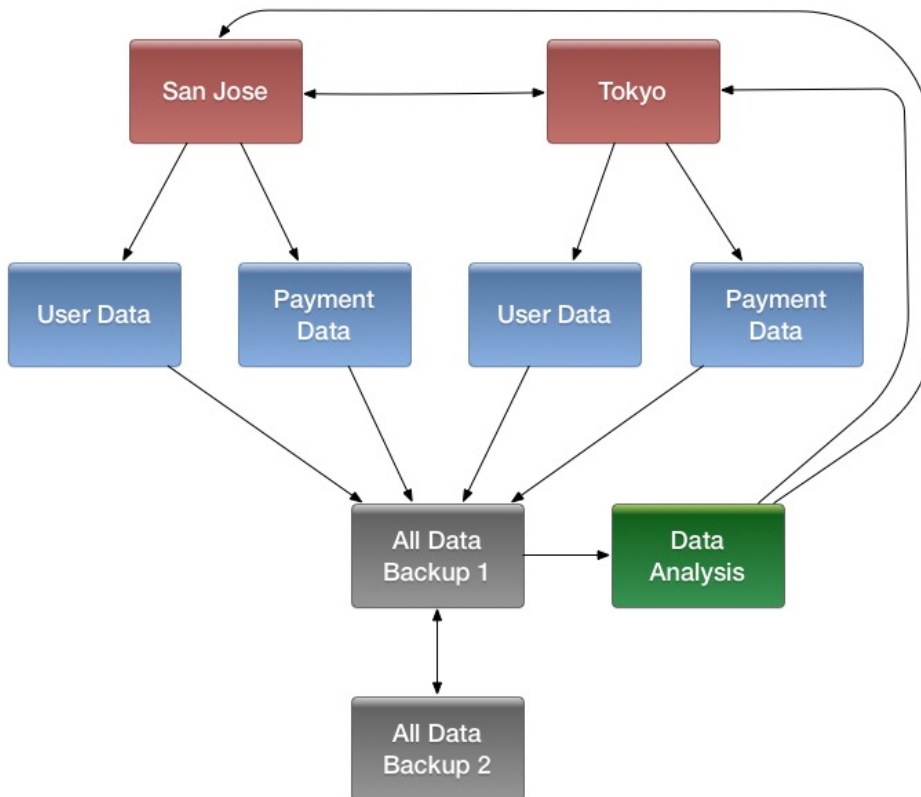 San Jose
Tokyo
User Data
Payment
Data
User Data
Payment
Data
All Data
Backup 1
Data
Analysis
All Data
Backup 2